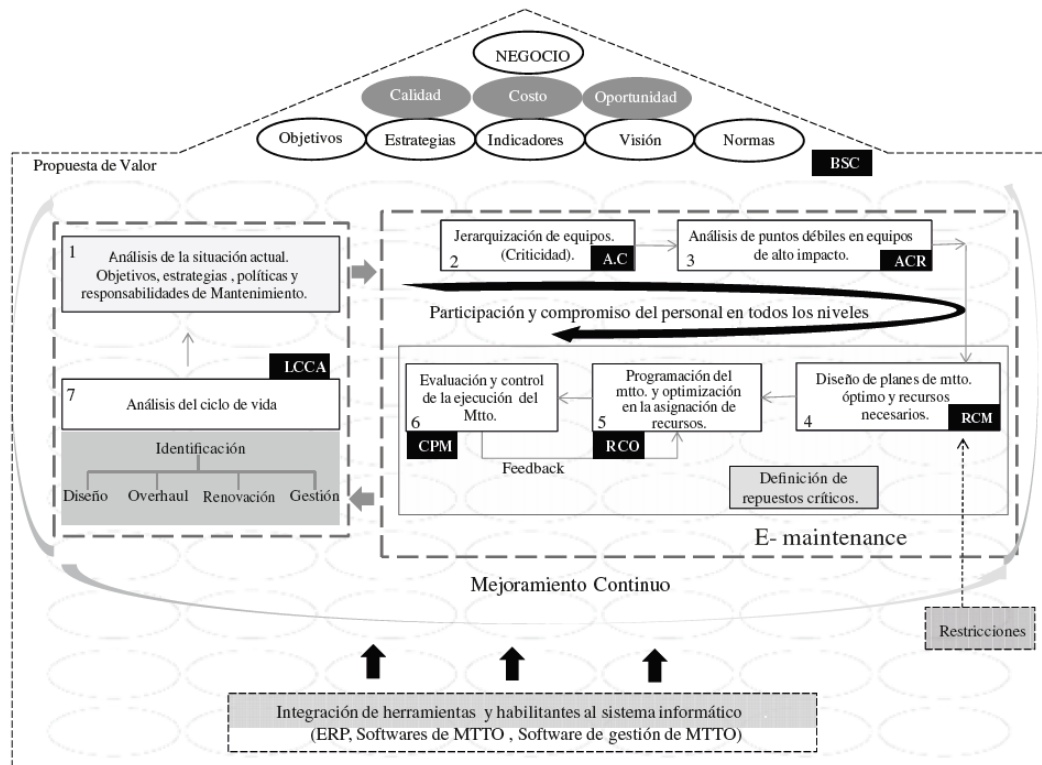 NEGOCIO
Calidad
Costo
Oportunidad
Objetivos
Estrategias
Indicadores
Visión
Normas
Propuesta de Valor
BSC
1
Análisis de la situación actual.
Objetivos, estrategias , políticas y
responsabilidades de Mantenimiento.
2
Jerarquización de equipos.
(Criticidad).
A.C
3
Análisis de puntos débiles en equipos
de alto impacto.
ACR
Participación y compromiso del personal en todos los niveles
LCCA
7
Análisis del ciclo de vida
Identificación
Diseño
Overhaul
Renovación
Gestión
Evaluación y control
de la ejecución del
Mtto.
6
CPM
Programación del
mtto. y optimización
en la asignación de
recursos.
5
RCO
Diseño de planes de mtto.
óptimo y recursos
necesarios.
4
RCM
Feedback
Definición de
repuestos críticos.
E- maintenance
Mejoramiento Continuo
Restricciones
Integración de herramientas y habilitantes al sistema informático
(ERP, Softwares de MTTO , Software de gestión de MTTO)